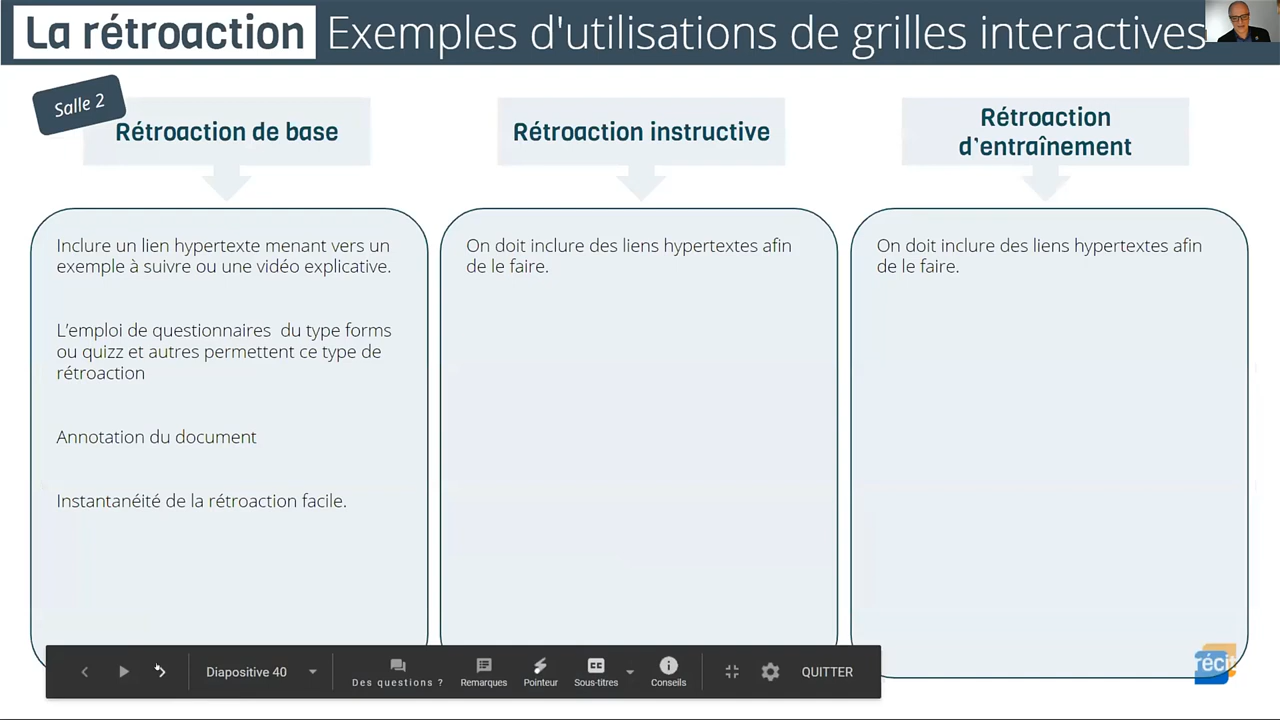 La rétroaction Exemples d'utilisations de grilles interactives
Salle 2
Rétroaction de base
Rétroaction instructive
Rétroaction
d'entraînement
Inclure un lien hypertexte menant vers un
exemple à suivre ou une vidéo explicative.
L'emploi de questionnaires du type forms
ou quizz et autres permettent ce type de
rétroaction
Annotation du document
Instantanéité de la rétroaction facile.
On doit inclure des liens hypertextes afin
de le faire.
On doit inclure des liens hypertextes afin
de le faire.
Diapositive 40
Des questions ?
Remarques
Pointeur
CC
Sous-titres
Conseils
QUITTER
récit